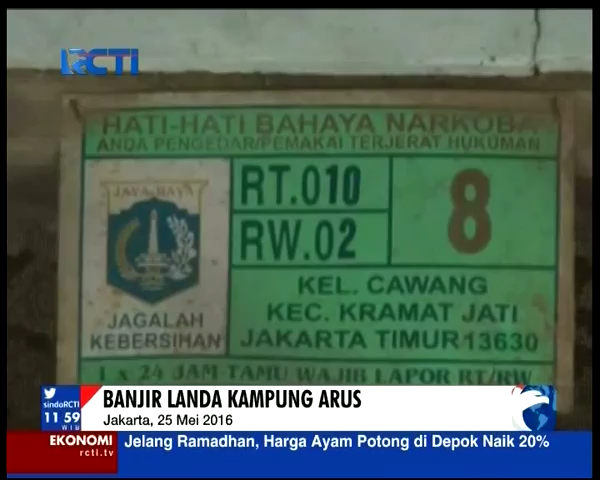 RCTI
HATI-HATI BAHAYA NARKOBA
ANDA PENGEDAR/PEMAKAI TERJERAT HUKUMAN
JAYA RAYA
RT.010
RW.02
8
JAGALAH
KEBERSIHAN
KEL. CAWANG
KEC. KRAMAT JATI
JAKARTA TIMUR 13630
1 x 24 JAM TAMU WAJIB LAPOR RT/RW
sindoRCTI
11 59
WIB
BANJIR LANDA KAMPUNG ARUS
Jakarta, 25 Mei 2016
EKONOMI
rcti.tv
Jelang Ramadhan, Harga Ayam Potong di Depok Naik 20%